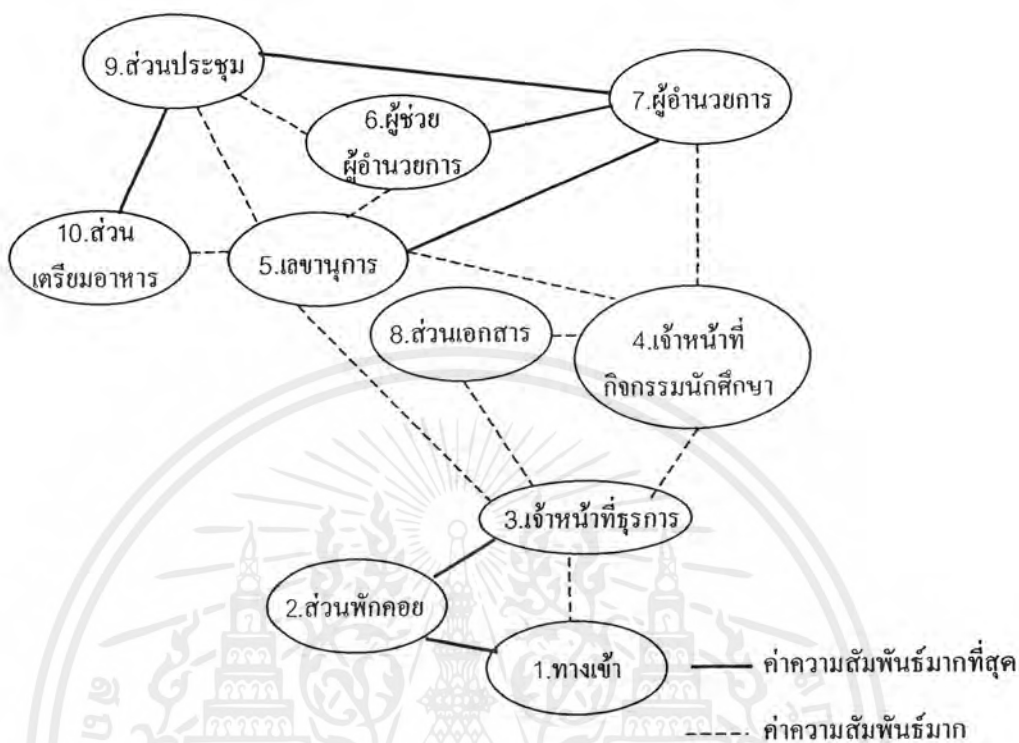 9.ส่วนประชุม
7.ผู้อำนวยการ
6.ผู้ช่วย
ผู้อำนวยการ
10.ส่วน
เตรียมอาหาร
5.เลขานุการ
8.ส่วนเอกสาร
4.เจ้าหน้าที่
กิจกรรมนักศึกษา
3.เจ้าหน้าที่ธุรการ
2.ส่วนพักคอย
1.ทางเข้า
ค่าความสัมพันธ์มากที่สุด
ค่าความสัมพันธ์มาก